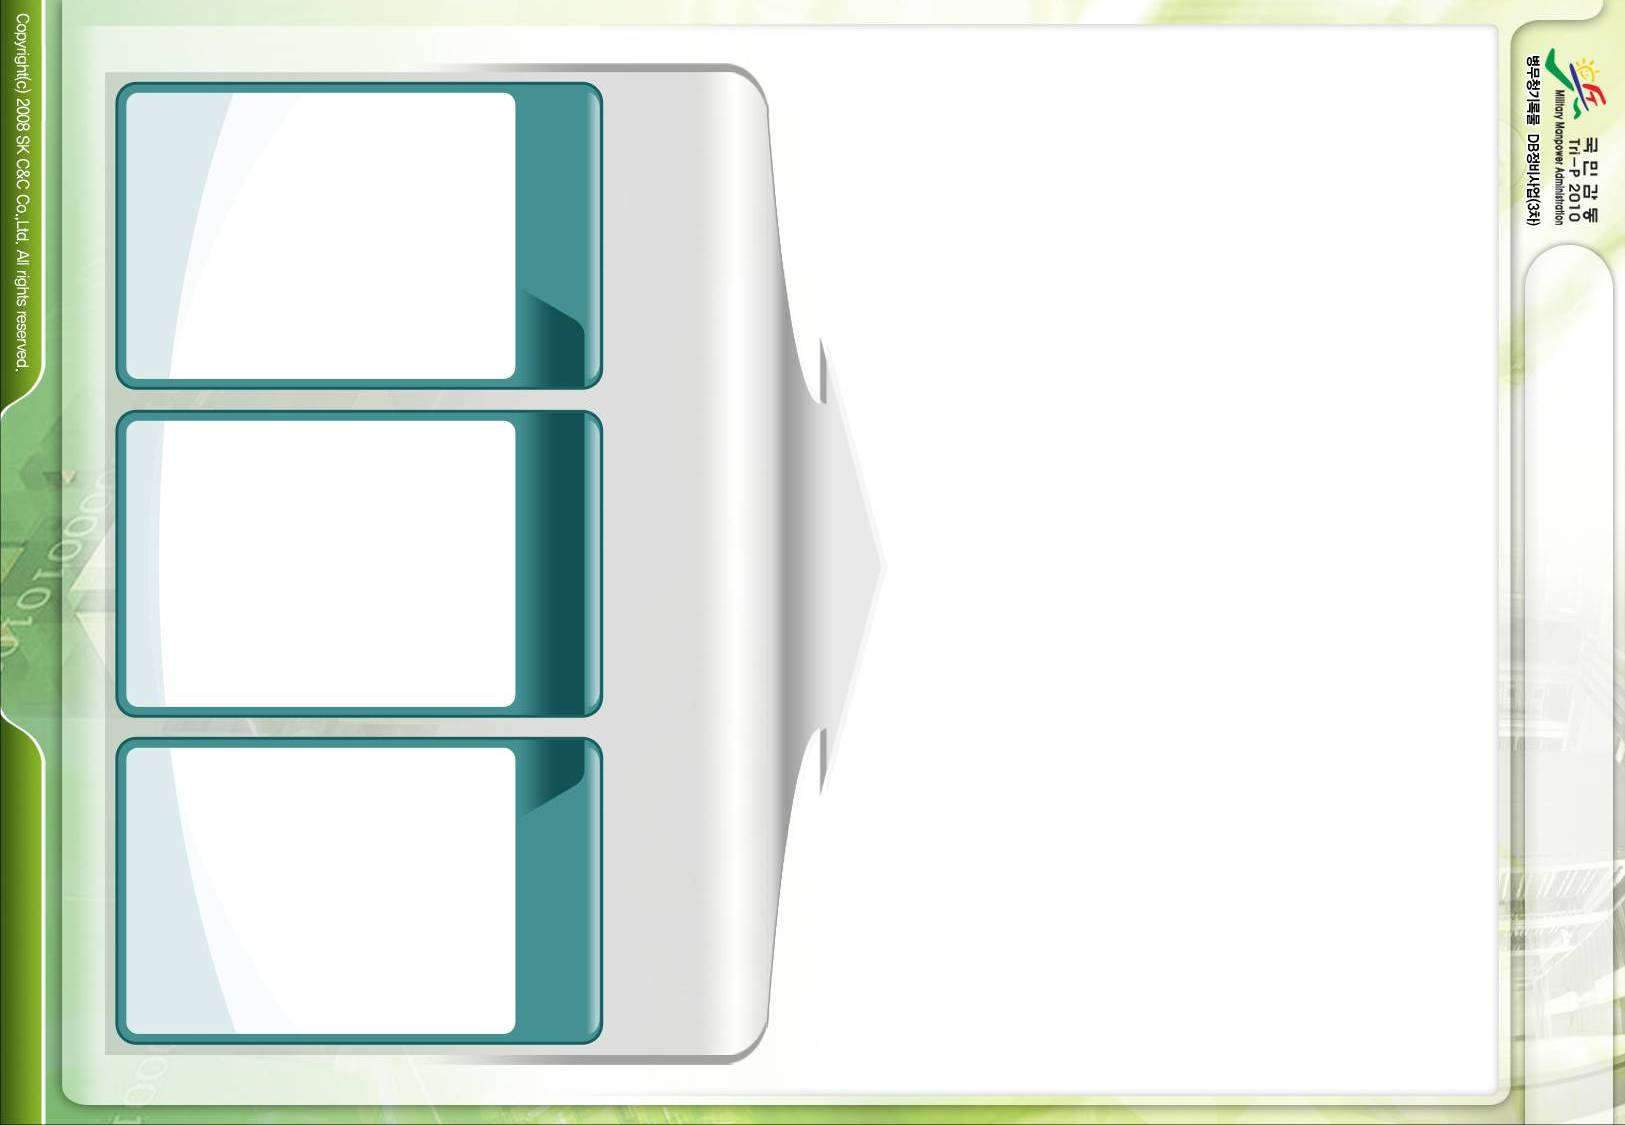 국민감동
Tri-P 2010
Military Manpower Administration
병무청기록물 DB정비사업(3차)
Copyright(c) 2008 SK C&C Co.,Ltd. All rights reserved.